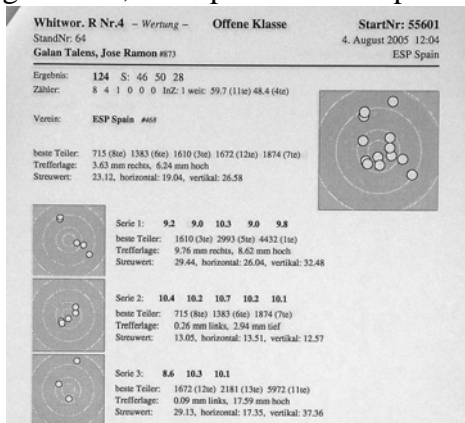 Whitwor. R Nr.4 – Wertung – Offene Klasse StartNr: 55601
StandNr: 64 4. August 2005 12:04
Galan Talens, Jose Ramon #873 ESP Spain
Ergebnis: 124 S: 46 50 28
Zähler: 8 4 1 0 0 0 InZ: 1 weit: 59.7 (11te) 48.4 (4te)
Verein: ESP Spain #468
beste Teiler: 715 (8te) 1383 (6te) 1610 (3te) 1672 (12te) 1874 (7te)
Trefferlage: 3.63 mm rechts, 6.24 mm hoch
Streuwert: 23.12, horizontal: 19.04, vertikal: 26.58
Serie 1: 9.2 9.0 10.3 9.0 9.8
beste Teiler: 1610 (3te) 2993 (5te) 4432 (1te)
Trefferlage: 9.76 mm rechts, 8.62 mm hoch
Streuwert: 29.44, horizontal: 26.04, vertikal: 32.48
Serie 2: 10.4 10.2 10.7 10.2 10.1
beste Teiler: 715 (8te) 1383 (6te) 1874 (7te)
Trefferlage: 0.26 mm links, 2.94 mm tief
Streuwert: 13.05, horizontal: 13.51, vertikal: 12.57
Serie 3: 8.6 10.3 10.1
beste Teiler: 1672 (12te) 2181 (13te) 5972 (11te)
Trefferlage: 0.09 mm links, 17.59 mm hoch
Streuwert: 29.13, horizontal: 17.35, vertikal: 37.36